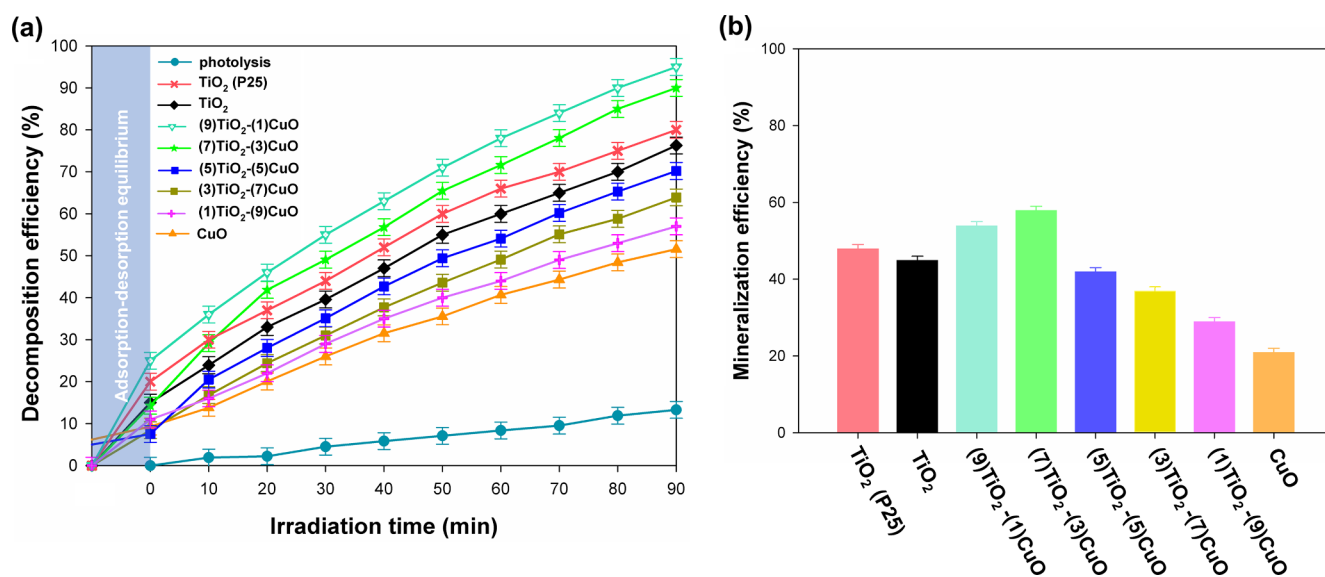 (a)
Decomposition efficiency (%)
100
90
80
70
60
50
40
30
20
10
0
Adsorption-desorption equilibrium
photolysis
TiO₂ (P25)
TiO₂
(9)TiO₂-(1)CuO
(7)TiO₂-(3)CuO
(5)TiO₂-(5)CuO
(3)TiO₂-(7)CuO
(1)TiO₂-(9)CuO
CuO
0 10 20 30 40 50 60 70 80 90
Irradiation time (min)
(b)
Mineralization efficiency (%)
100
80
60
40
20
0
TiO₂ (P25)
TiO₂
(9)TiO₂-(1)CuO
(7)TiO₂-(3)CuO
(5)TiO₂-(5)CuO
(3)TiO₂-(7)CuO
(1)TiO₂-(9)CuO
CuO